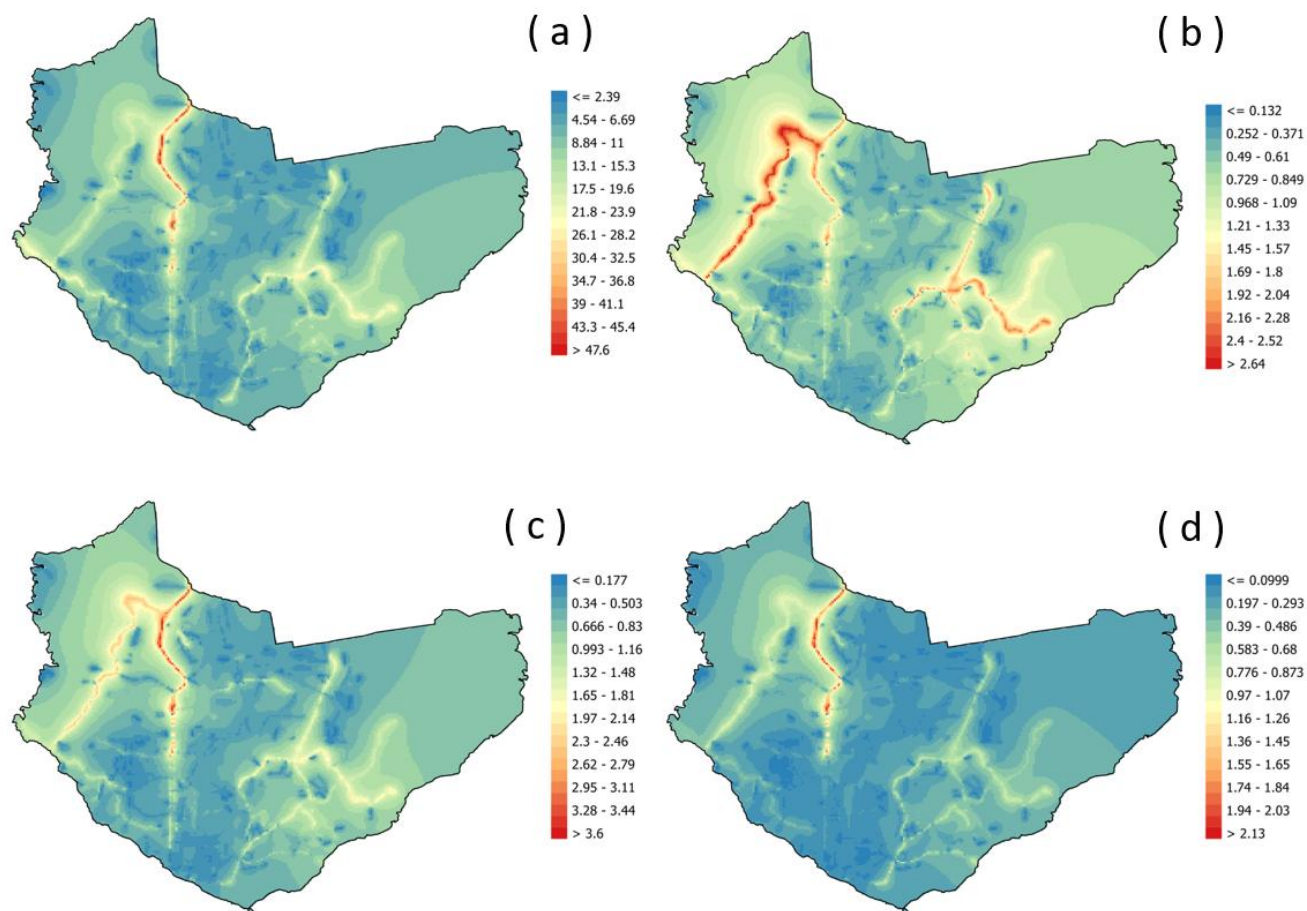 ( a )
<= 2.39
4.54 - 6.69
8.84 - 11
13.1 - 15.3
17.5 - 19.6
21.8 - 23.9
26.1 - 28.2
30.4 - 32.5
34.7 - 36.8
39 - 41.1
43.3 - 45.4
> 47.6
( b )
<= 0.132
0.252 - 0.371
0.49 - 0.61
0.729 - 0.849
0.968 - 1.09
1.21 - 1.33
1.45 - 1.57
1.69 - 1.8
1.92 - 2.04
2.16 - 2.28
2.4 - 2.52
> 2.64
( c )
<= 0.177
0.34 - 0.503
0.666 - 0.83
0.993 - 1.16
1.32 - 1.48
1.65 - 1.81
1.97 - 2.14
2.3 - 2.46
2.62 - 2.79
2.95 - 3.11
3.28 - 3.44
> 3.6
( d )
<= 0.0999
0.197 - 0.293
0.39 - 0.486
0.583 - 0.68
0.776 - 0.873
0.97 - 1.07
1.16 - 1.26
1.36 - 1.45
1.55 - 1.65
1.74 - 1.84
1.94 - 2.03
> 2.13